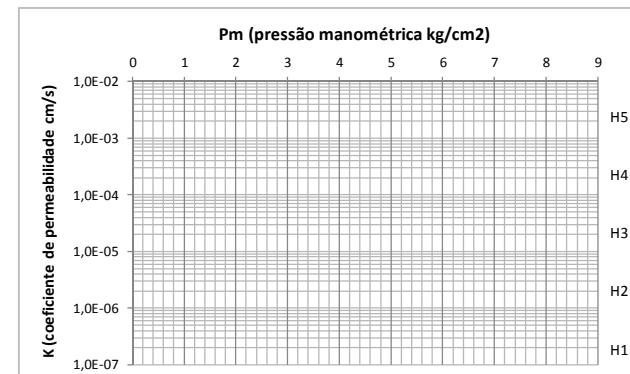 Pm (pressão manométrica kg/cm2)
0 1 2 3 4 5 6 7 8 9
K (coeficiente de permeabilidade cm/s)
1,0E-02
H5
1,0E-03
H4
1,0E-04
H3
1,0E-05
H2
1,0E-06
H1
1,0E-07